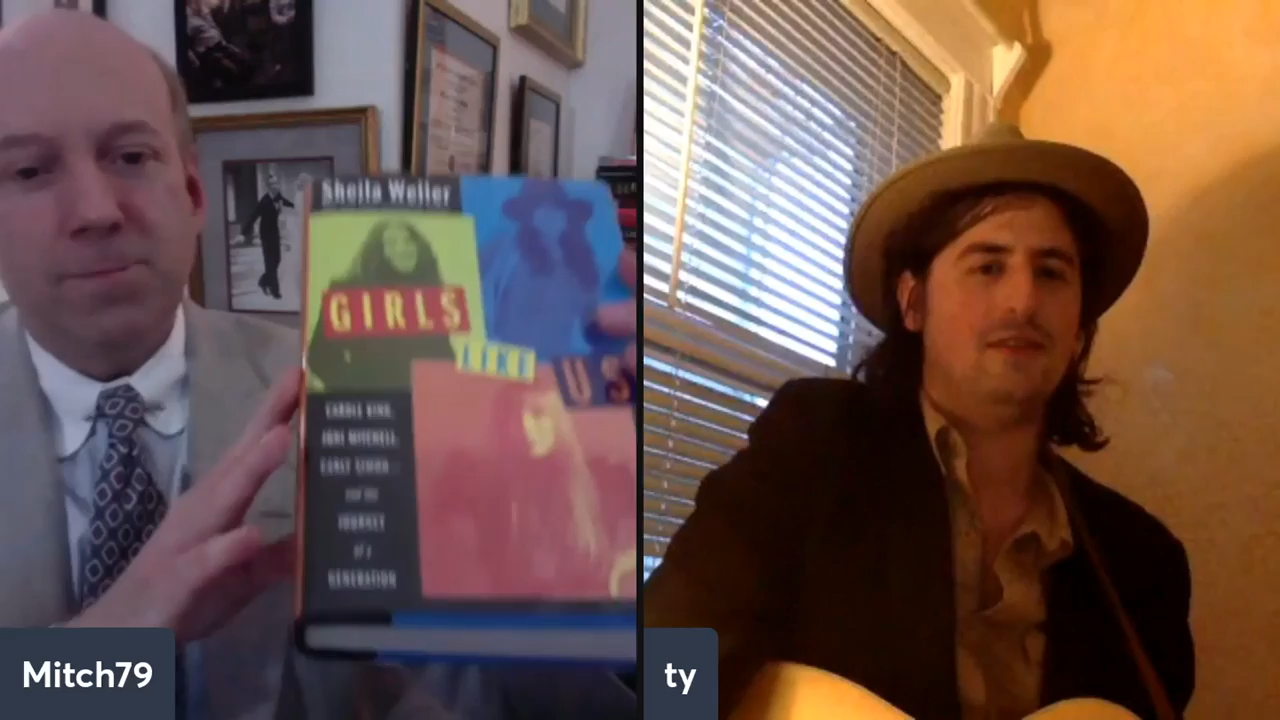 Sheila Weller
GIRLS
LIKE
US
CAROLE KING,
JONI MITCHELL,
CARLY SIMON—
and the
JOURNEY
of a
GENERATION
Mitch79
ty